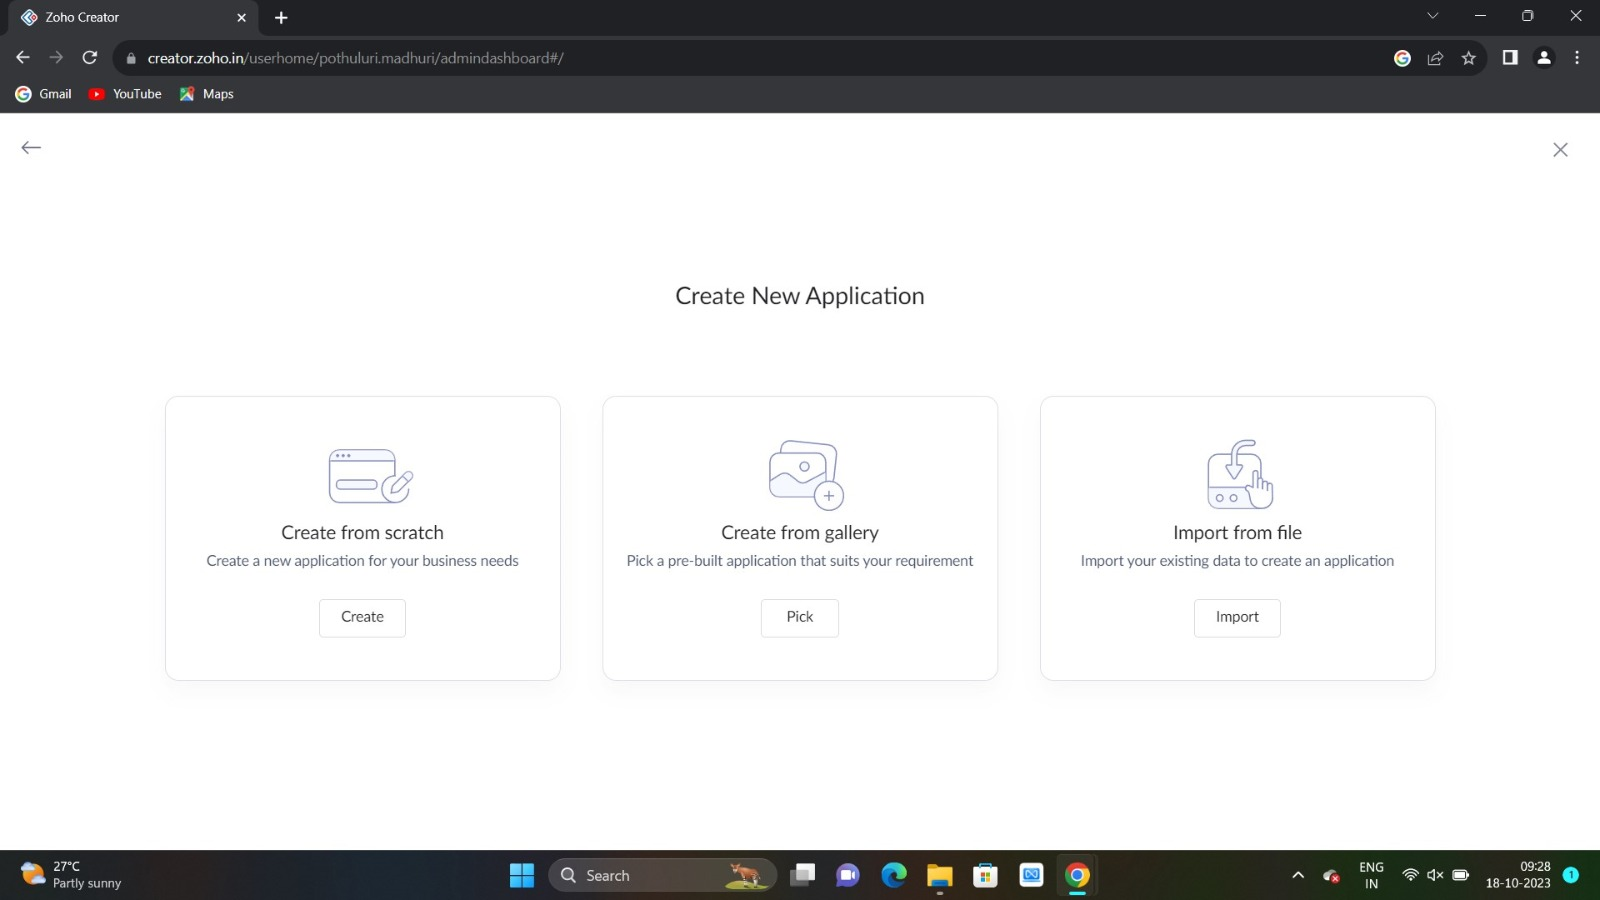 Zoho Creator
creator.zoho.in/userhome/pothuluri.madhuri/admindashboard#/
Gmail YouTube Maps
Create New Application
Create from scratch
Create a new application for your business needs
Create
Create from gallery
Pick a pre-built application that suits your requirement
Pick
Import from file
Import your existing data to create an application
Import
27°C
Partly sunny
Search
ENG
IN
09:28
18-10-2023
1